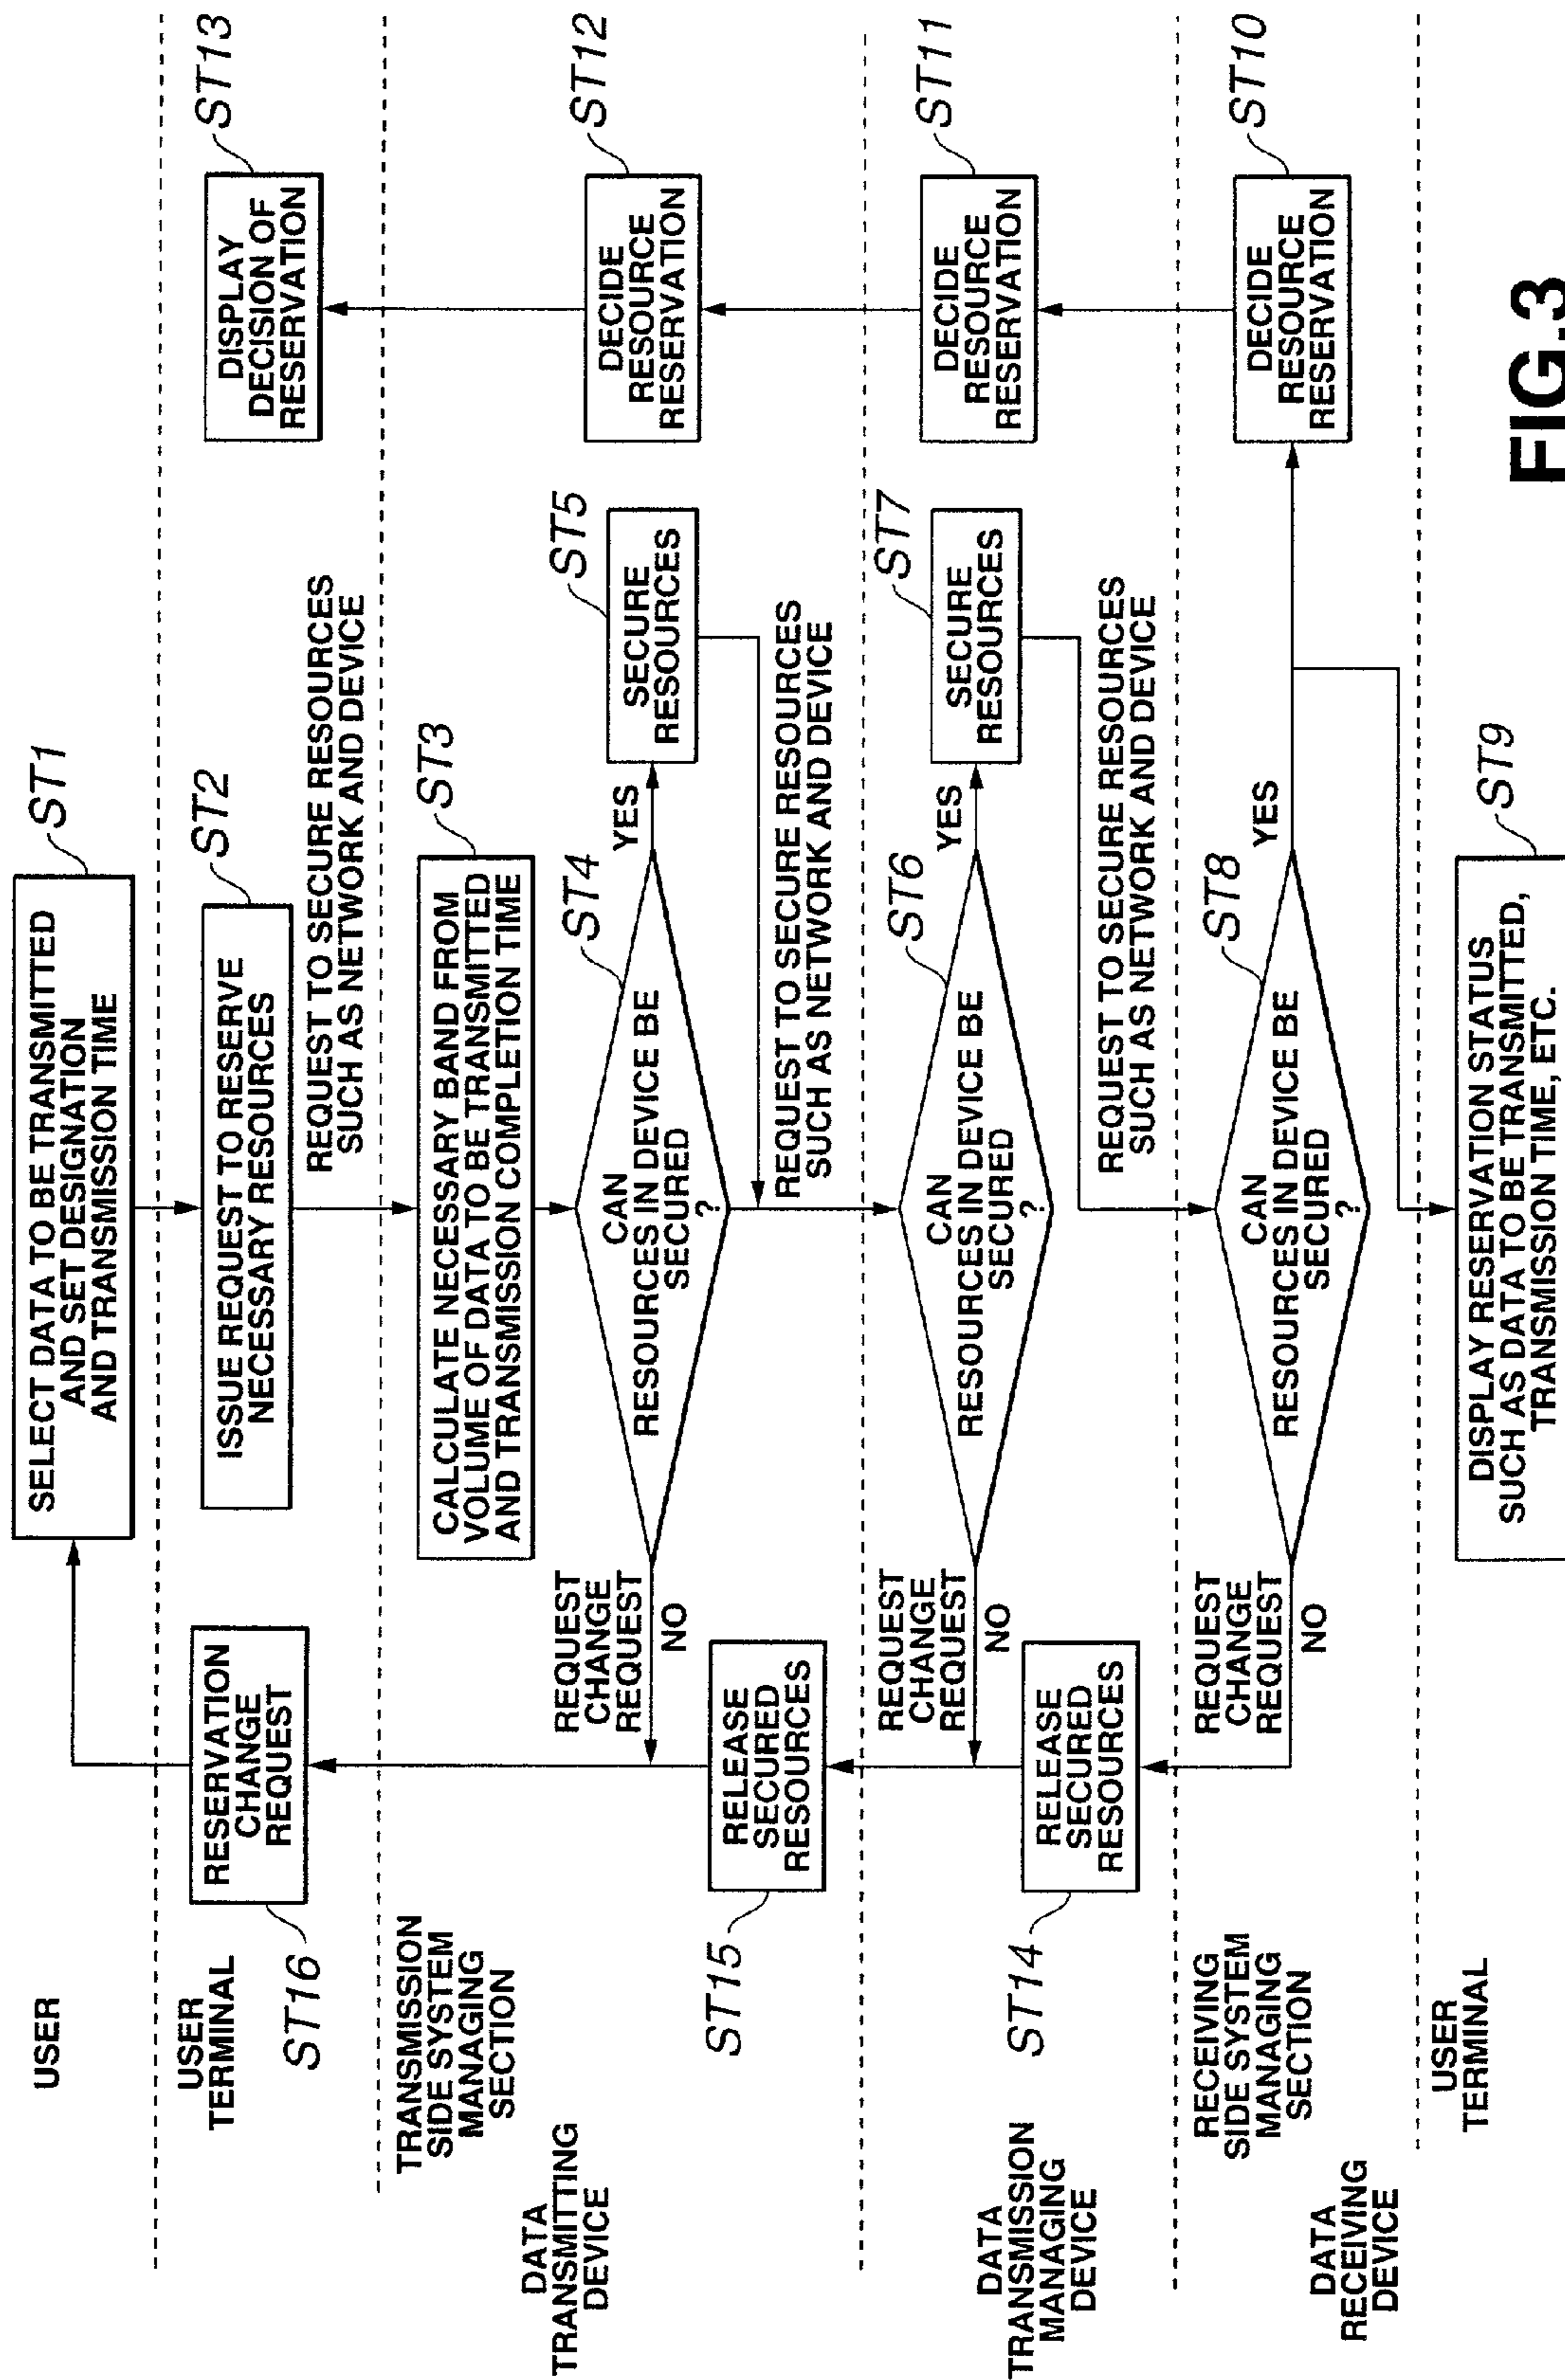 USER
SELECT DATA TO BE TRANSMITTED
AND SET DESIGNATION
AND TRANSMISSION TIME
ST1
USER
TERMINAL
RESERVATION
CHANGE
REQUEST
ST16
ISSUE REQUEST TO RESERVE
NECESSARY RESOURCES
ST2
DISPLAY
DECISION OF
RESERVATION
ST13
REQUEST TO SECURE RESOURCES
SUCH AS NETWORK AND DEVICE
TRANSMISSION
SIDE SYSTEM
MANAGING
SECTION
DATA
TRANSMITTING
DEVICE
CALCULATE NECESSARY BAND FROM
VOLUME OF DATA TO BE TRANSMITTED
AND TRANSMISSION COMPLETION TIME
ST3
REQUEST
CHANGE
REQUEST
NO
CAN
RESOURCES IN DEVICE BE
SECURED
?
ST4
YES
SECURE
RESOURCES
ST5
DECIDE
RESOURCE
RESERVATION
ST12
RELEASE
SECURED
RESOURCES
ST15
REQUEST TO SECURE RESOURCES
SUCH AS NETWORK AND DEVICE
DATA
TRANSMISSION
MANAGING
DEVICE
REQUEST
CHANGE
REQUEST
NO
CAN
RESOURCES IN DEVICE BE
SECURED
?
ST6
YES
SECURE
RESOURCES
ST7
DECIDE
RESOURCE
RESERVATION
ST11
RELEASE
SECURED
RESOURCES
ST14
REQUEST TO SECURE RESOURCES
SUCH AS NETWORK AND DEVICE
RECEIVING
SIDE SYSTEM
MANAGING
SECTION
DATA
RECEIVING
DEVICE
REQUEST
CHANGE
REQUEST
NO
CAN
RESOURCES IN DEVICE BE
SECURED
?
ST8
YES
DECIDE
RESOURCE
RESERVATION
ST10
USER
TERMINAL
DISPLAY RESERVATION STATUS
SUCH AS DATA TO BE TRANSMITTED,
TRANSMISSION TIME, ETC.
ST9
FIG.3